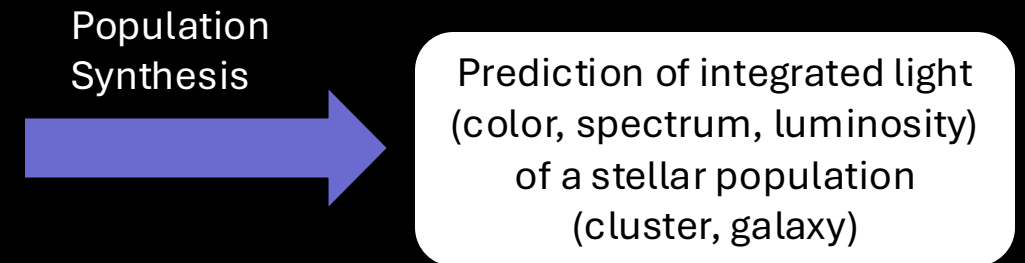 Population
Synthesis
Prediction of integrated light
(color, spectrum, luminosity)
of a stellar population
(cluster, galaxy)